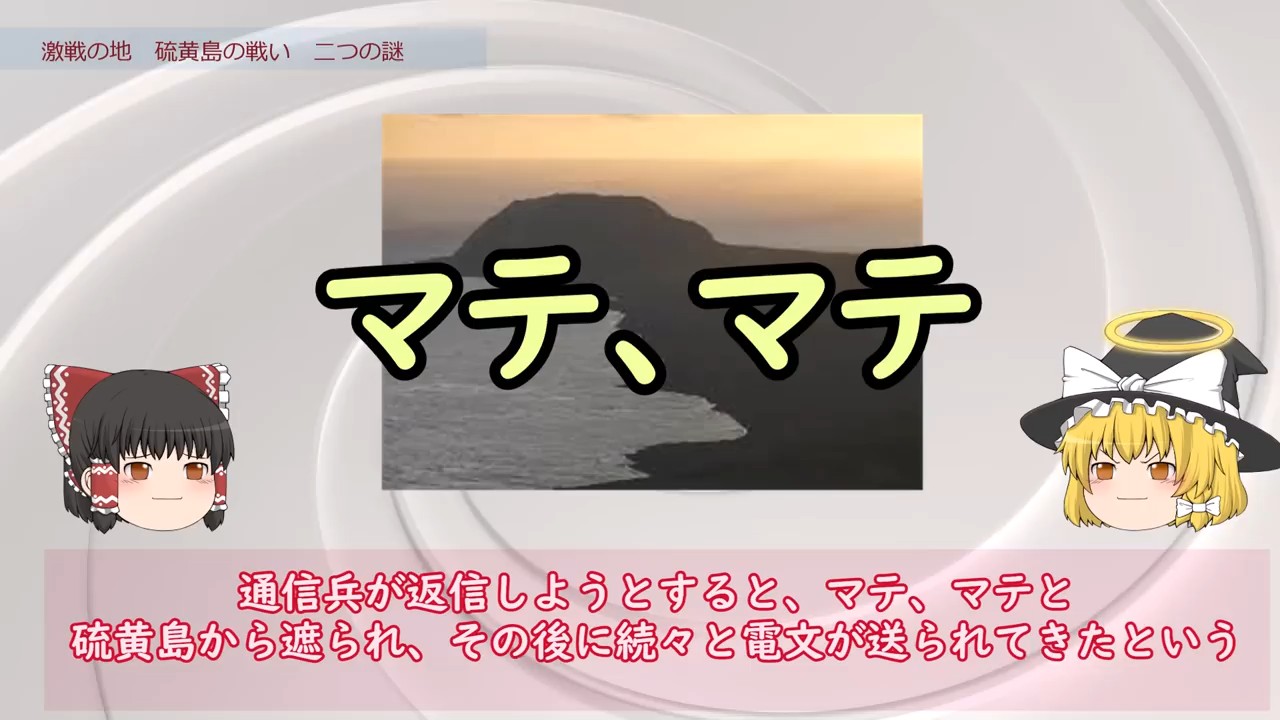 激戦の地　硫黄島の戦い　二つの謎
マテ、マテ
通信兵が返信しようとすると、マテ、マテと
硫黄島から遮られ、その後に続々と電文が送られてきたという